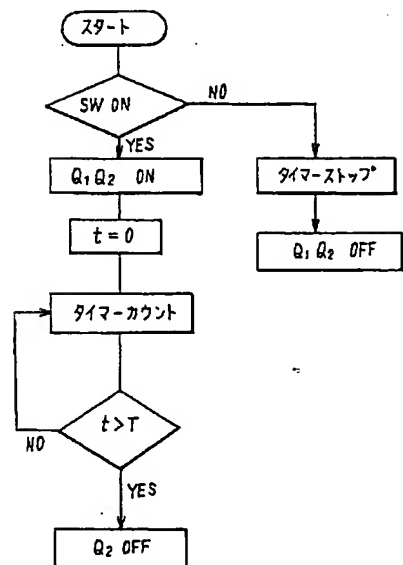 スタート
SW ON
NO
YES
Q₁ Q₂ ON
タイマーストップ
t = 0
Q₁ Q₂ OFF
タイマーカウント
t > T
NO
YES
Q₂ OFF